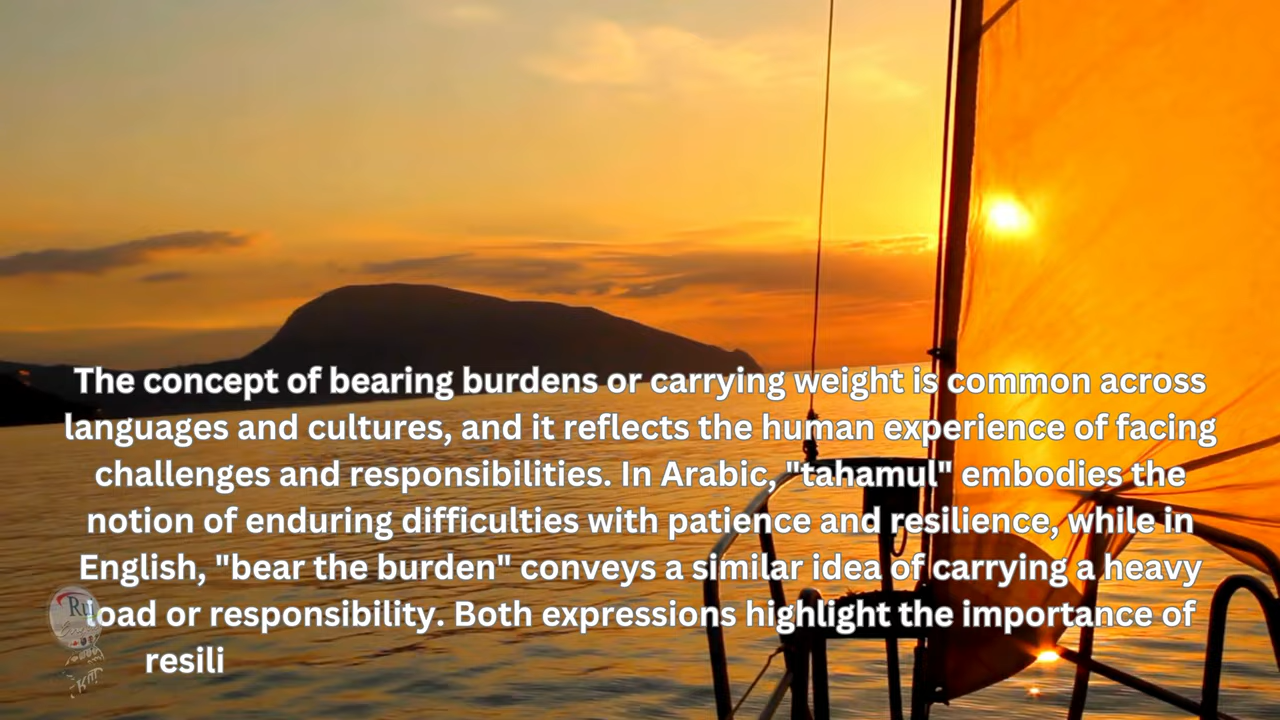 The concept of bearing burdens or carrying weight is common across
languages and cultures, and it reflects the human experience of facing
challenges and responsibilities. In Arabic, "tahamul" embodies the
notion of enduring difficulties with patience and resilience, while in
English, "bear the burden" conveys a similar idea of carrying a heavy
load or responsibility. Both expressions highlight the importance of
resili
Ru